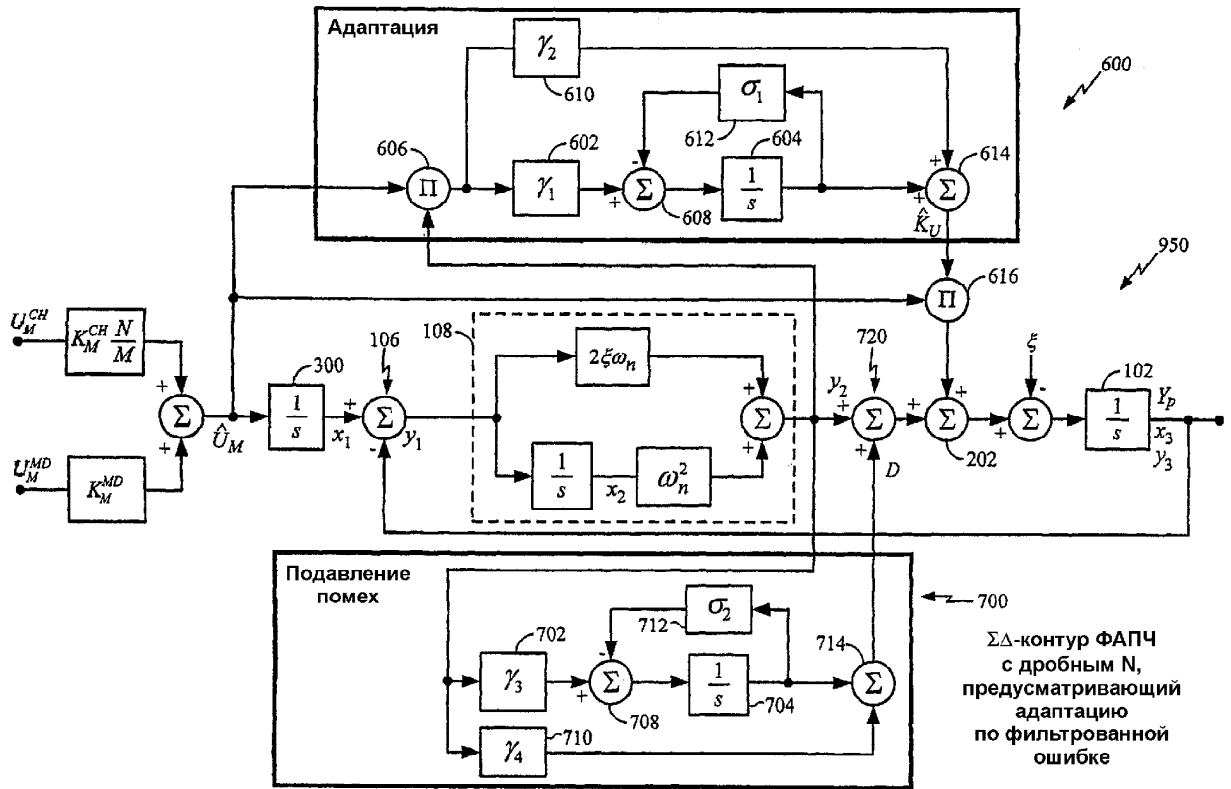 Адаптация
γ₂
610
600
σ₁
612
604
606
602
614
Π
γ₁
- Σ
+
608
1/s
+
+ Σ
K̂_U
950
616
Π
U_M^CH
K_M^CH N/M
108
106
2ξωₙ
720
ξ
102
300
+
Σ
+
Û_M
1/s
x₁
+
Σ
-
y₁
+
Σ
+
y₂
+
Σ
+
+
+
Σ
202
-
+
Σ
1/s
Y_p
x₃
y₃
U_M^MD
K_M^MD
1/s
x₂
ωₙ²
D
Подавление
помех
σ₂
712
702
714
700
γ₃
-
+
Σ
708
1/s
704
Σ
γ₄
710
ΣΔ-контур ФАПЧ
с дробным N,
предусматривающий
адаптацию
по фильтрованной
ошибке